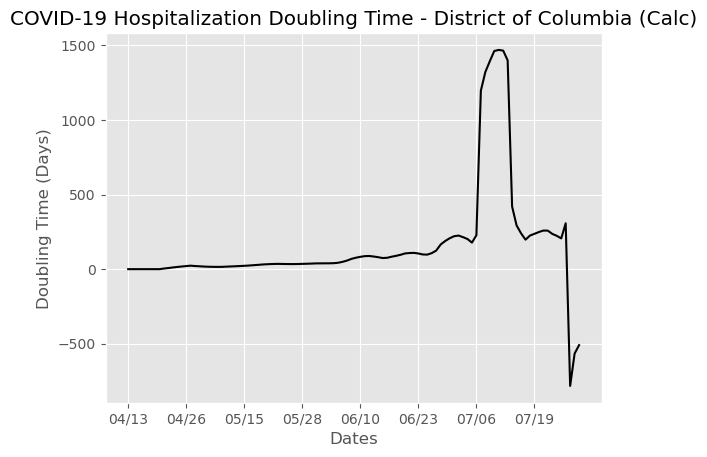 COVID-19 Hospitalization Doubling Time - District of Columbia (Calc)
1500
1000
500
0
−500
Doubling Time (Days)
04/13 04/26 05/15 05/28 06/10 06/23 07/06 07/19
Dates